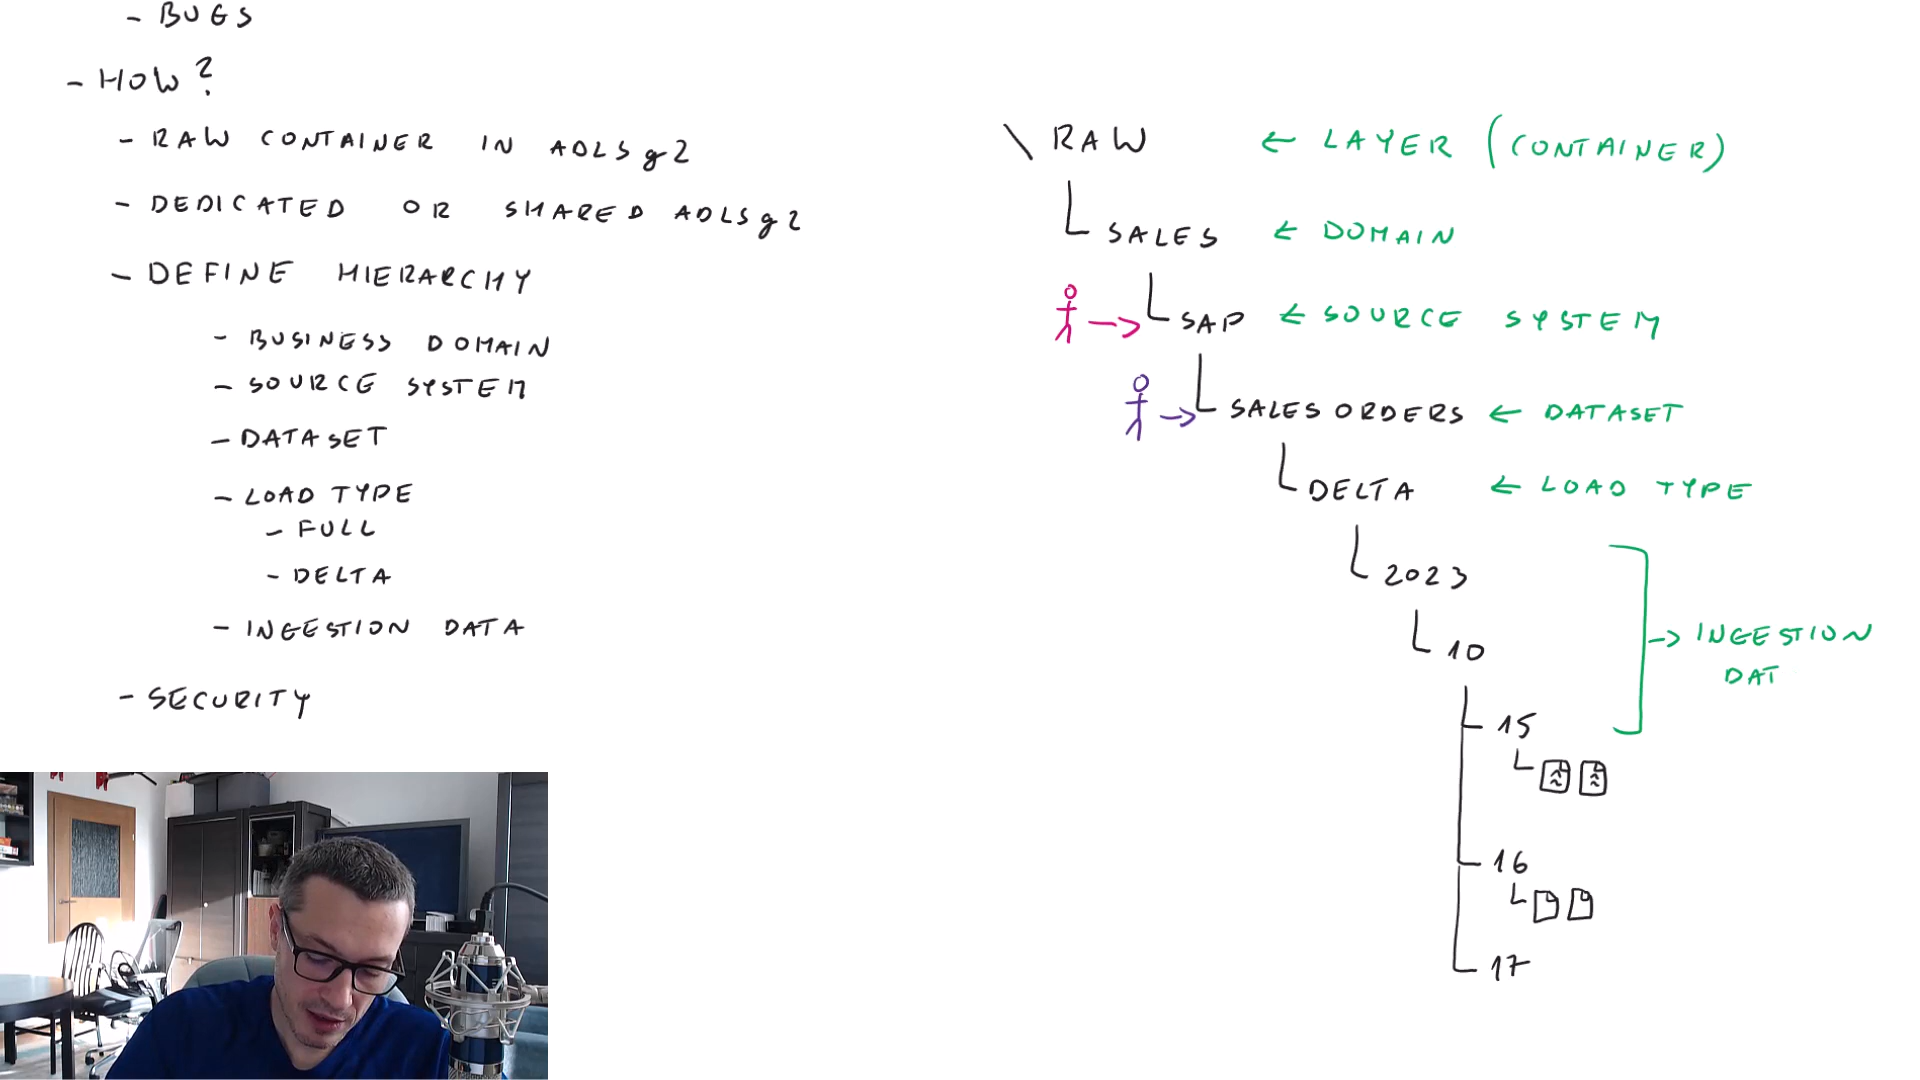 - BUGS
- HOW?
- RAW CONTAINER IN ADLS g2
- DEDICATED OR SHARED ADLS g2
- DEFINE HIERARCHY
- BUSINESS DOMAIN
- SOURCE SYSTEM
- DATASET
- LOAD TYPE
- FULL
- DELTA
- INGESTION DATA
- SECURITY
\ RAW ← LAYER (CONTAINER)
SALES ← DOMAIN
→ SAP ← SOURCE SYSTEM
→ SALES ORDERS ← DATASET
DELTA ← LOAD TYPE
2023
10
15
16
17
→ INGESTION
DAT